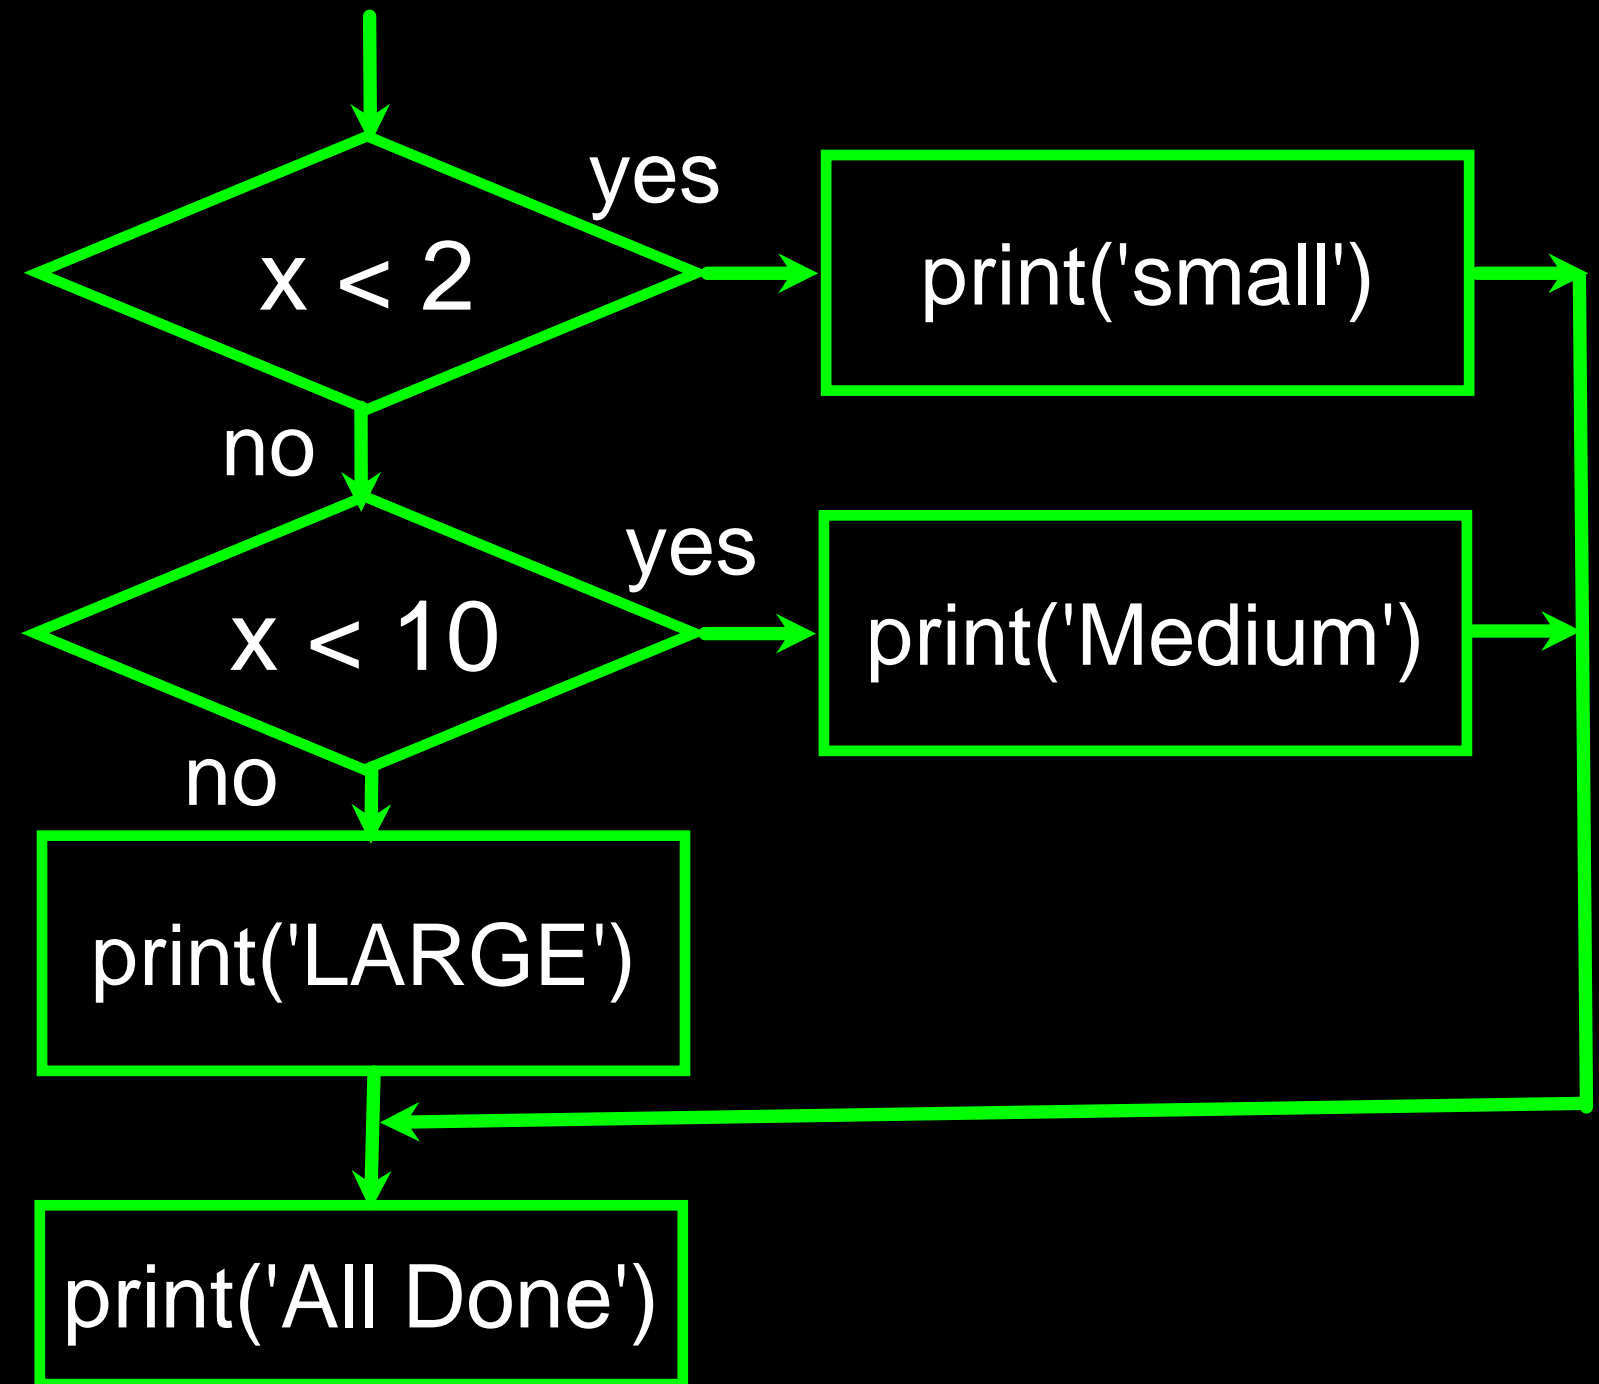 yes
x < 2
print('small')
no
yes
x < 10
print('Medium')
no
print('LARGE')
print('All Done')